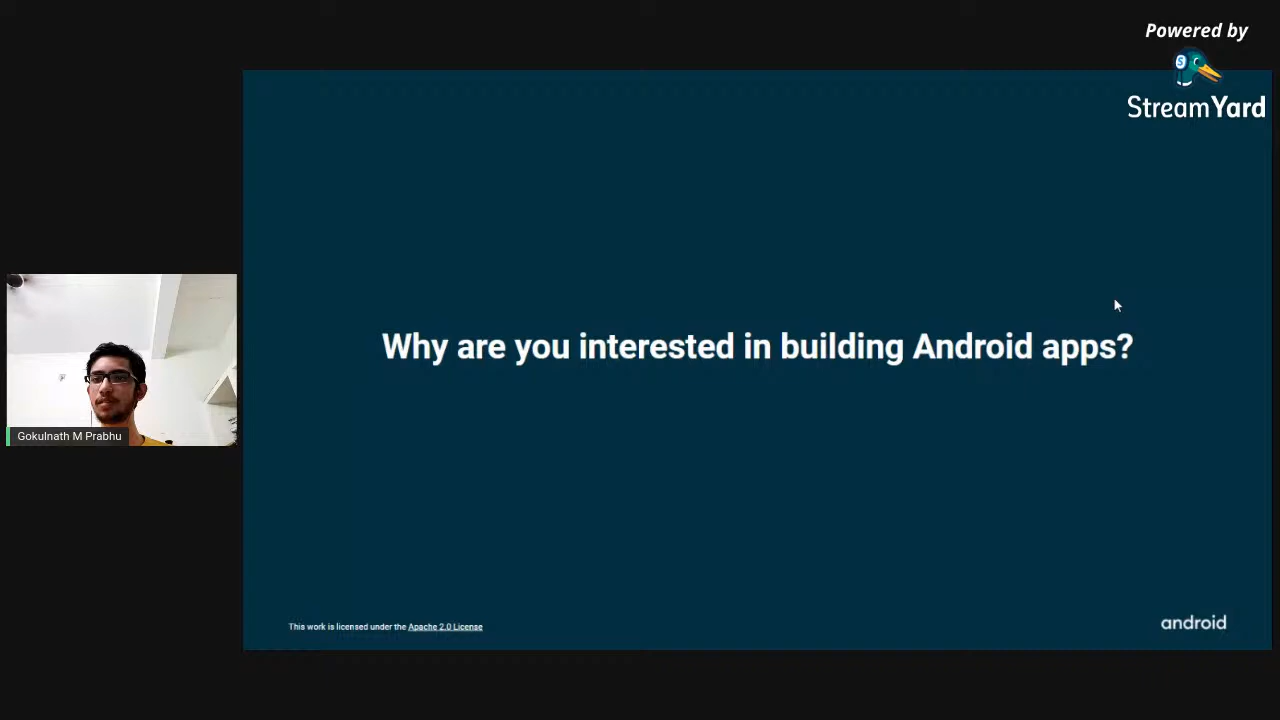 Powered by
StreamYard
Why are you interested in building Android apps?
Gokulnath M Prabhu
This work is licensed under the Apache 2.0 License
android